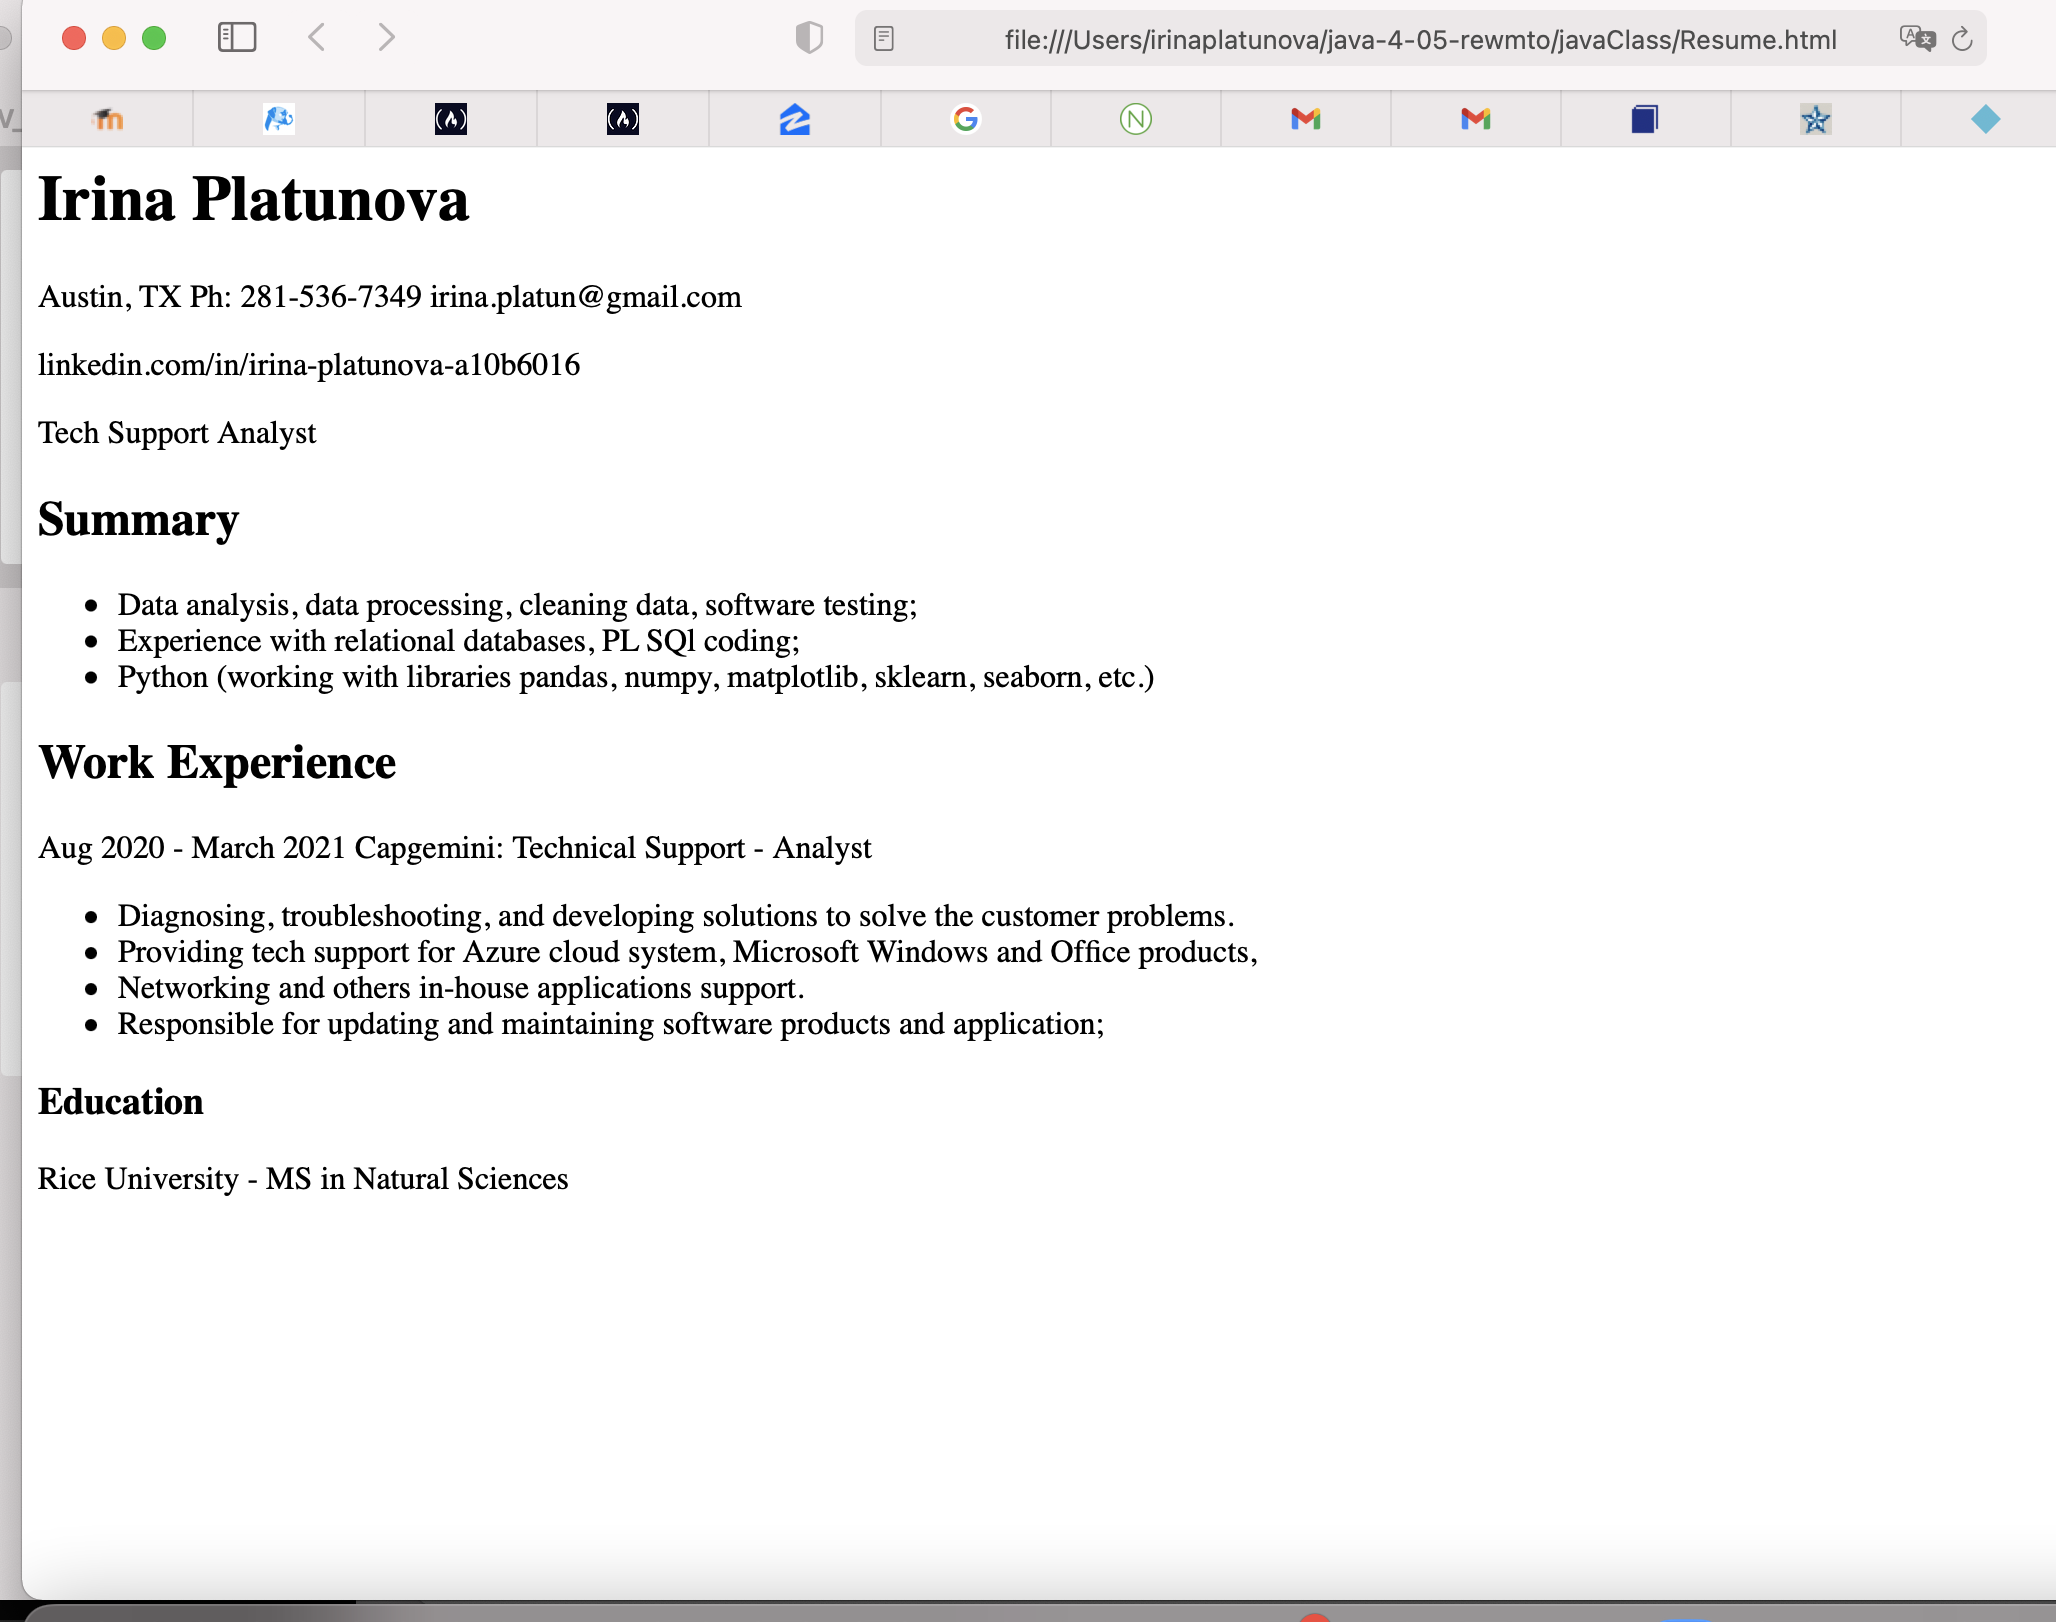 file:///Users/irinaplatunova/java-4-05-rewmto/javaClass/Resume.html
Irina Platunova
Austin, TX Ph: 281-536-7349 irina.platun@gmail.com
linkedin.com/in/irina-platunova-a10b6016
Tech Support Analyst
Summary
Data analysis, data processing, cleaning data, software testing;
Experience with relational databases, PL SQl coding;
Python (working with libraries pandas, numpy, matplotlib, sklearn, seaborn, etc.)
Work Experience
Aug 2020 - March 2021 Capgemini: Technical Support - Analyst
Diagnosing, troubleshooting, and developing solutions to solve the customer problems.
Providing tech support for Azure cloud system, Microsoft Windows and Office products,
Networking and others in-house applications support.
Responsible for updating and maintaining software products and application;
Education
Rice University - MS in Natural Sciences